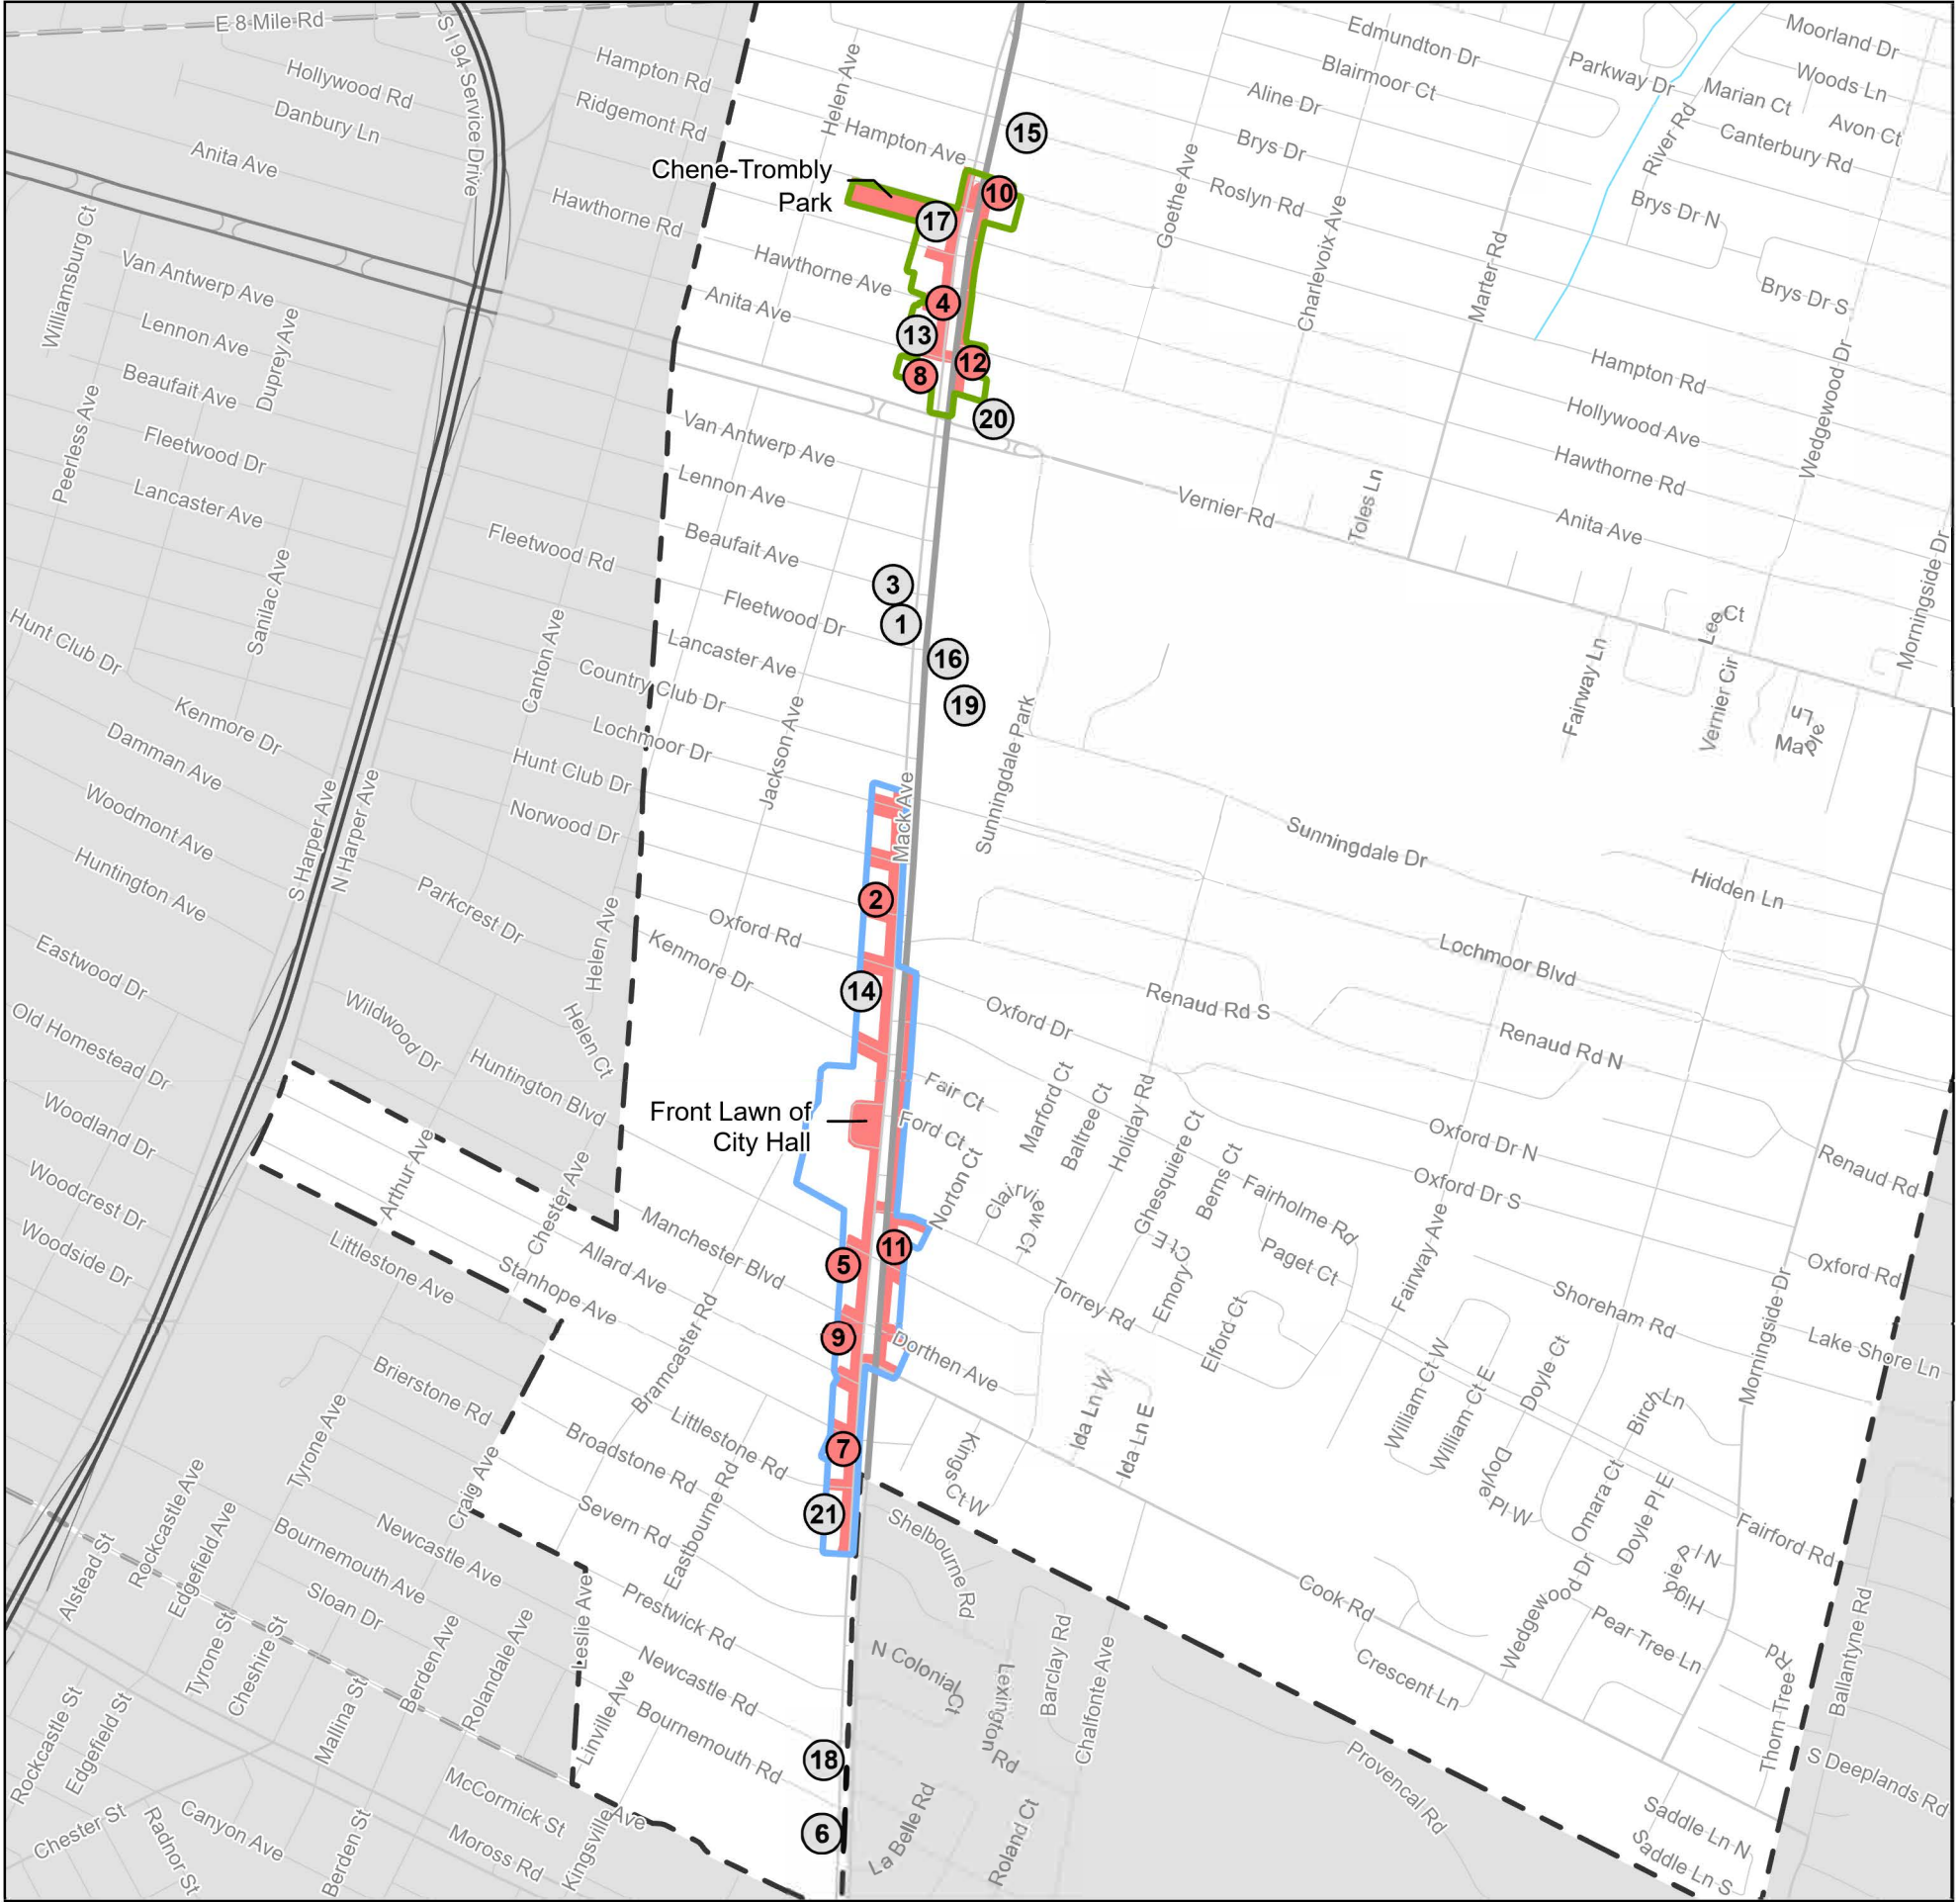 E 8 Mile Rd
S I 94 Service Drive
Hollywood Rd
Danbury Ln
Anita Ave
Hampton Rd
Ridgemont Rd
Hawthorne Rd
Helen Ave
Hampton Ave
Chene-Trombly
Park
Hawthorne Ave
Anita Ave
15
10
17
4
13
12
8
20
Edmundton Dr
Blairmoor Ct
Aline Dr
Brys Dr
Roslyn Rd
Goethe Ave
Charlevoix Ave
Marter Rd
Parkway Dr
River Rd
Moorland Dr
Woods Ln
Marian Ct
Avon Ct
Canterbury Rd
Brys Dr N
Brys Dr S
Hampton Rd
Hollywood Ave
Hawthorne Rd
Anita Ave
Wedgewood Dr
Morningside Dr
Williamsburg Ct
Van Antwerp Ave
Lennon Ave
Duprey Ave
Beaufait Ave
Peerless Ave
Fleetwood Dr
Lancaster Ave
Sanilac Ave
Hunt Club Dr
Kenmore Dr
Damman Ave
Woodmont Ave
Huntington Ave
Eastwood Dr
Old Homestead Dr
Woodland Dr
Woodcrest Dr
Woodside Dr
Fleetwood Rd
Canton Ave
Country Club Dr
Lochmoor Dr
Hunt Club Dr
Norwood Dr
S Harper Ave
N Harper Ave
Parkcrest Dr
Helen Ave
Wildwood Dr
Helen Ct
Huntington Blvd
Van Antwerp Ave
Lennon Ave
Beaufait Ave
Fleetwood Dr
Lancaster Ave
Jackson Ave
3
1
16
19
Mack Ave
Sunningdale Park
Vernier Rd
Toles Ln
Fairway Ln
Lee Ct
Vernier Cir
Maple Ln
Sunningdale Dr
Hidden Ln
Lochmoor Blvd
Renaud Rd S
Renaud Rd N
Oxford Rd
Kenmore Dr
2
14
Oxford Dr
Fair Ct
Ford Ct
Front Lawn of
City Hall
Norton Ct
Marford Ct
Balltree Ct
Holiday Rd
Clairview Ct
Ghesquiere Ct
Berns Ct
Fairholme Rd
Emory Ct E
Paget Ct
Oxford Dr N
Oxford Dr S
Renaud Rd
Oxford Rd
Fairway Ave
Shoreham Rd
Lake Shore Ln
Morningside Dr
Torrey Rd
Elford Ct
Arthur Ave
Chester Ave
Littlestone Ave
Stanhope Ave
Allard Ave
Manchester Blvd
Bramcaster Rd
11
5
9
7
21
Dorthen Ave
Ida Ln W
Ida Ln E
Kings Ct W
William Ct W
William Ct E
Doyle Ct
Doyle Pl W
Birch Ln
Omara Ct
Doyle Pl E
Fairford Rd
Brierstone Rd
Tyrone Ave
Craig Ave
Littlestone Rd
Broadstone Rd
Severn Rd
Eastbourne Rd
Prestwick Rd
Newcastle Rd
Bournemouth Rd
Alstead St
Rockcastle Ave
Edgefield Ave
Newcastle Ave
Bournemouth Ave
Sloan Dr
Tyrone St
Cheshire St
Mallina St
Berden Ave
Rolandale Ave
Leslie Ave
Linville Ave
Rockcastle St
Edgefield St
Chester St
Radnor St
Canyon Ave
Berden St
McCormick St
Moross Rd
Kingsville Ave
18
6
Shelbourne Rd
N Colonial Ct
Lexington Rd
Barclay Rd
Chalfonte Ave
La Belle Rd
Roland Ct
Cook Rd
Crescent Ln
Provencal Rd
Wedgewood Dr
Pear Tree Ln
Thorn Tree Rd
Ballantyne Rd
S Deeplands Rd
Saddle Ln N
Saddle Ln S